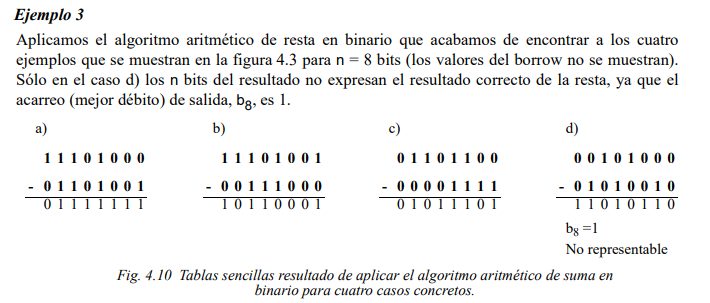 Ejemplo 3
Aplicamos el algoritmo aritmético de resta en binario que acabamos de encontrar a los cuatro
ejemplos que se muestran en la figura 4.3 para n = 8 bits (los valores del borrow no se muestran).
Sólo en el caso d) los n bits del resultado no expresan el resultado correcto de la resta, ya que el
acarreo (mejor débito) de salida, b8, es 1.
a) b) c) d)
1 1 1 0 1 0 0 0 1 1 1 0 1 0 0 1 0 1 1 0 1 1 0 0 0 0 1 0 1 0 0 0
- 0 1 1 0 1 0 0 1 - 0 0 1 1 1 0 0 0 - 0 0 0 0 1 1 1 1 - 0 1 0 1 0 0 1 0
0 1 1 1 1 1 1 1 1 0 1 1 0 0 0 1 0 1 0 1 1 1 0 1 1 1 0 1 0 1 1 0
b8 =1
No representable
Fig. 4.10 Tablas sencillas resultado de aplicar el algoritmo aritmético de suma en
binario para cuatro casos concretos.